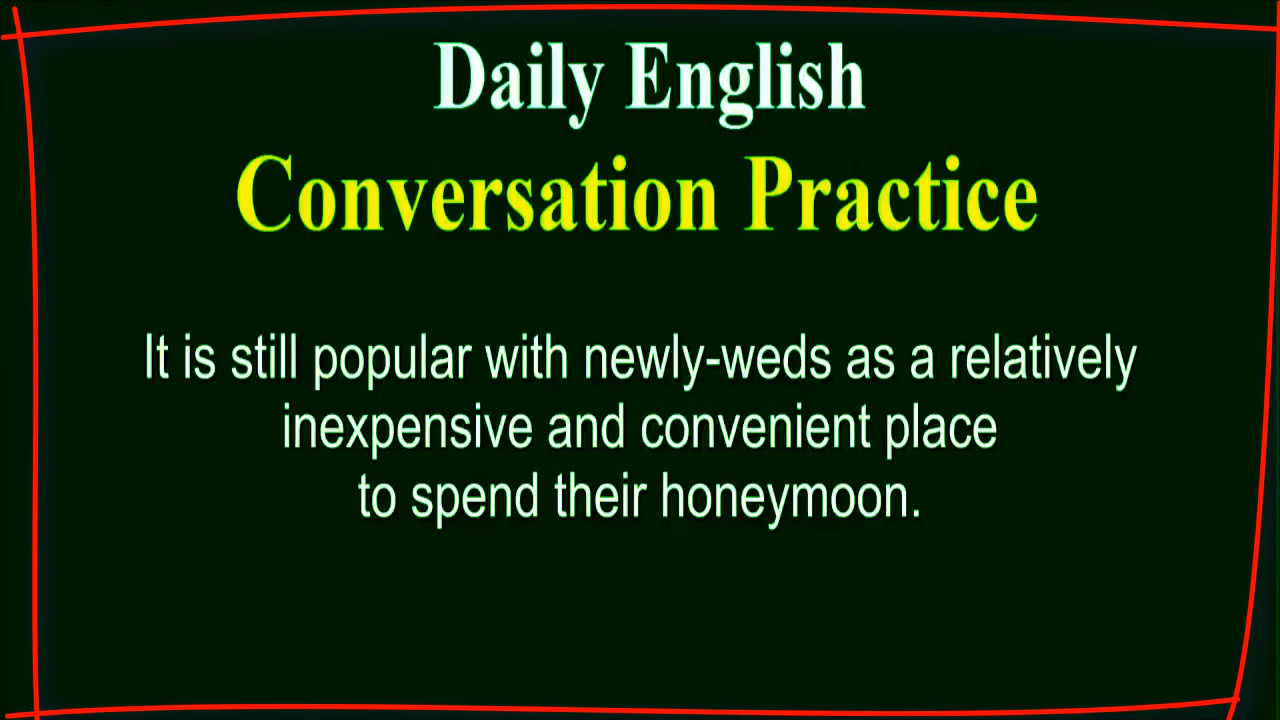 Daily English
Conversation Practice
It is still popular with newly-weds as a relatively
inexpensive and convenient place
to spend their honeymoon.